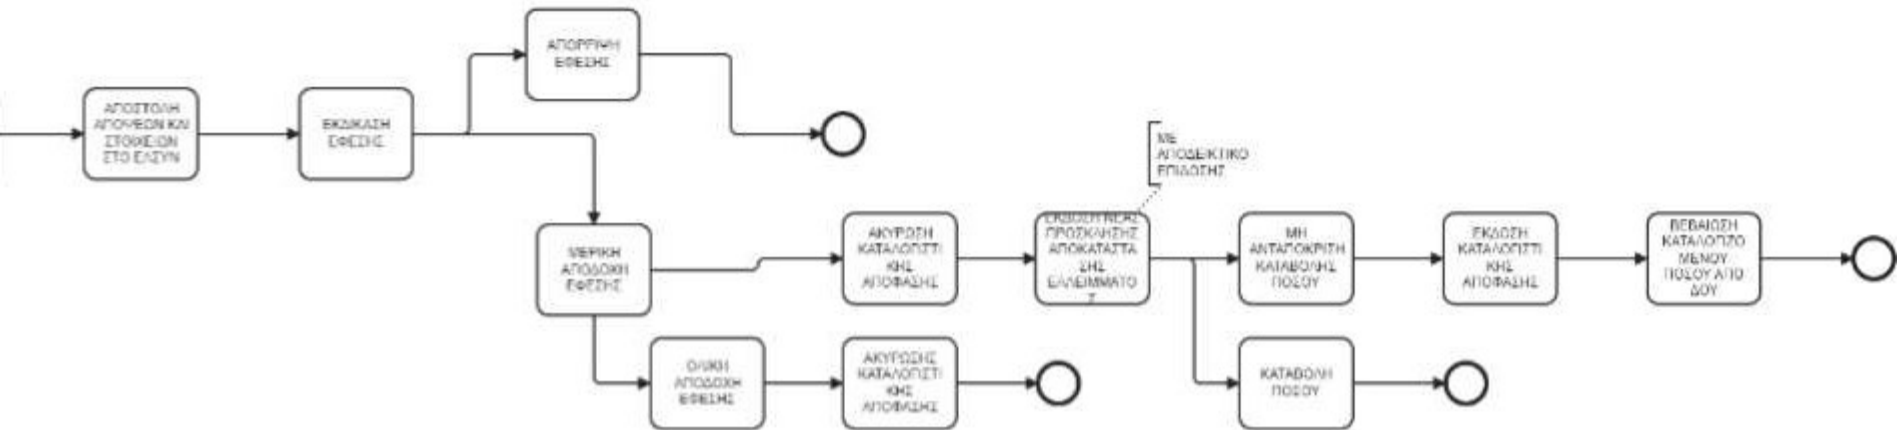 ΑΠΟΡΡΙΨΗ
ΕΦΕΣΗΣ
ΑΠΟΣΤΟΛΗ
ΑΠΟΨΕΩΝ ΚΑΙ
ΣΤΟΙΧΕΙΩΝ
ΣΤΟ ΕΛΣΥΝ
ΕΚΔΙΚΑΣΗ
ΕΦΕΣΗΣ
ΜΕ
ΑΠΟΔΕΙΚΤΙΚΟ
ΕΠΙΔΟΣΗΣ
ΜΕΡΙΚΗ
ΑΠΟΔΟΧΗ
ΕΦΕΣΗΣ
ΑΚΥΡΩΣΗ
ΚΑΤΑΛΟΓΙΣΤΙ
ΚΗΣ
ΑΠΟΦΑΣΗΣ
ΕΚΔΟΣΗ ΝΕΑΣ
ΠΡΟΣΚΛΗΣΗΣ
ΑΠΟΚΑΤΑΣΤΑ
ΣΗΣ
ΕΛΛΕΙΜΜΑΤΟ
Σ
ΜΗ
ΑΝΤΑΠΟΚΡΙΣΗ
ΚΑΤΑΒΟΛΗΣ
ΠΟΣΟΥ
ΕΚΔΟΣΗ
ΚΑΤΑΛΟΓΙΣΤΙ
ΚΗΣ
ΑΠΟΦΑΣΗΣ
ΒΕΒΑΙΩΣΗ
ΚΑΤΑΛΟΓΙΖΟ
ΜΕΝΟΥ
ΠΟΣΟΥ ΑΠΟ
ΔΟΥ
ΟΛΙΚΗ
ΑΠΟΔΟΧΗ
ΕΦΕΣΗΣ
ΑΚΥΡΩΣΗΣ
ΚΑΤΑΛΟΓΙΣΤΙ
ΚΗΣ
ΑΠΟΦΑΣΗΣ
ΚΑΤΑΒΟΛΗ
ΠΟΣΟΥ